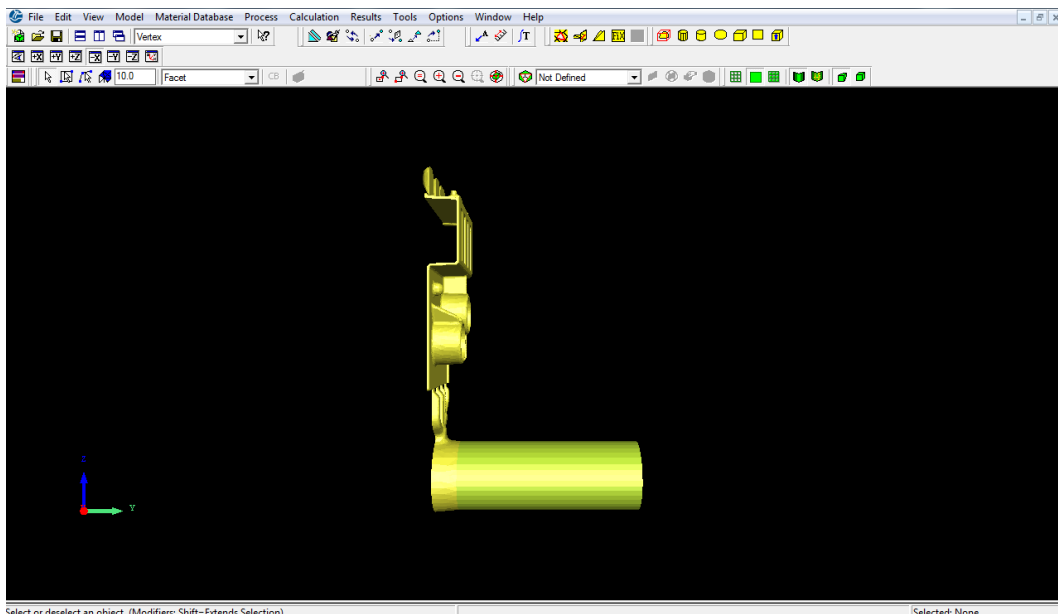 File Edit View Model Material Database Process Calculation Results Tools Options Window Help
Vertex
+X +Y +Z -X -Y -Z
10.0 Facet CB Not Defined
Z
Y
Select or deselect an object (Modifiers: Shift=Extends Selection) Selected: None